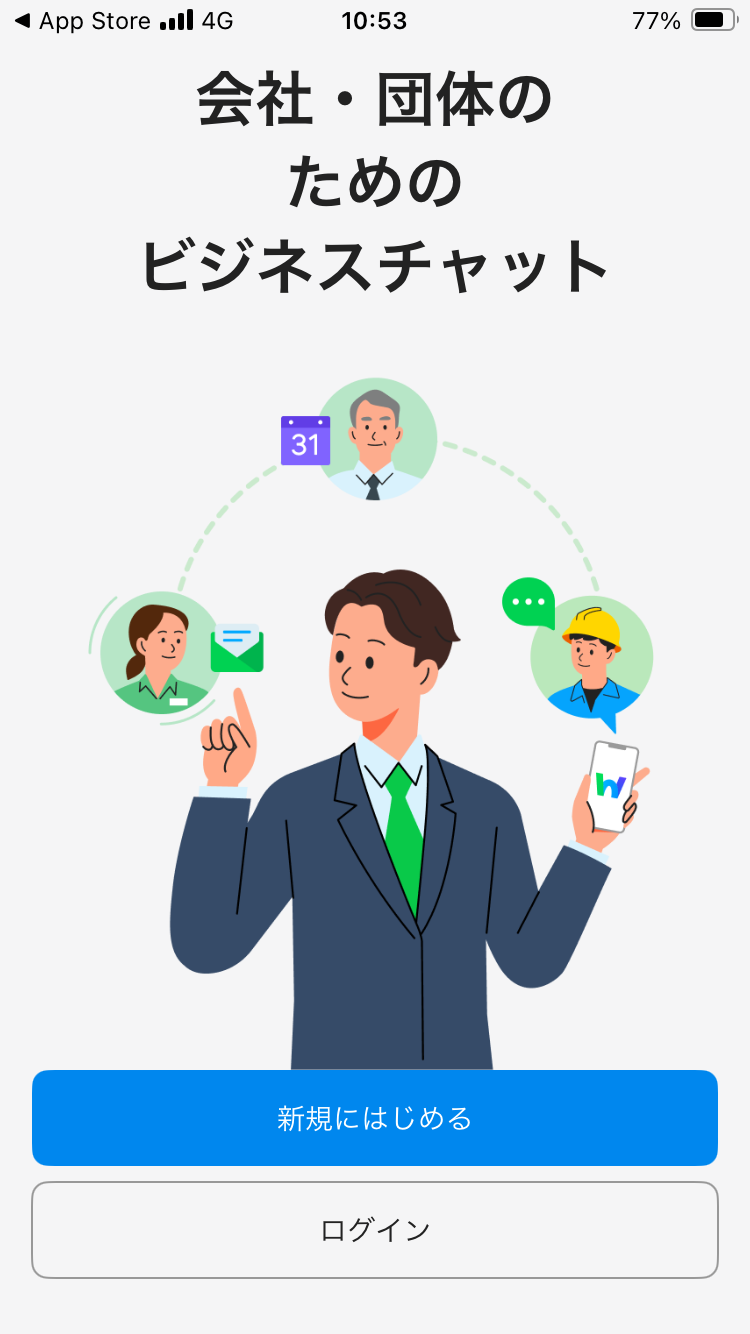 ◀ App Store 4G 10:53 77%
会社・団体の
ための
ビジネスチャット
31
W
新規にはじめる
ログイン